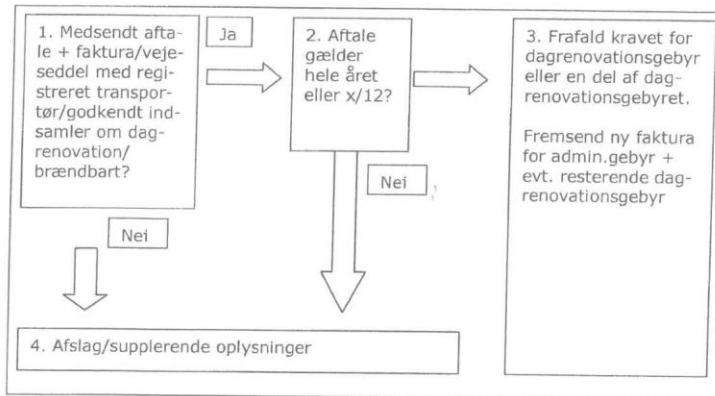 1. Medsendt afta-
le + faktura/veje-
seddel med regi-
streret transpor-
tør/godkendt ind-
samler om dag-
renovation/
brændbart?
Ja
2. Aftale
gælder
hele året
eller x/12?
3. Frafald kravet for
dagrenovationsgebyr
eller en del af dag-
renovationsgebyret.
Fremsend ny faktura
for admin.gebyr +
evt. resterende dag-
renovationsgebyr
Nei
Nei
4. Afslag/supplerende oplysninger